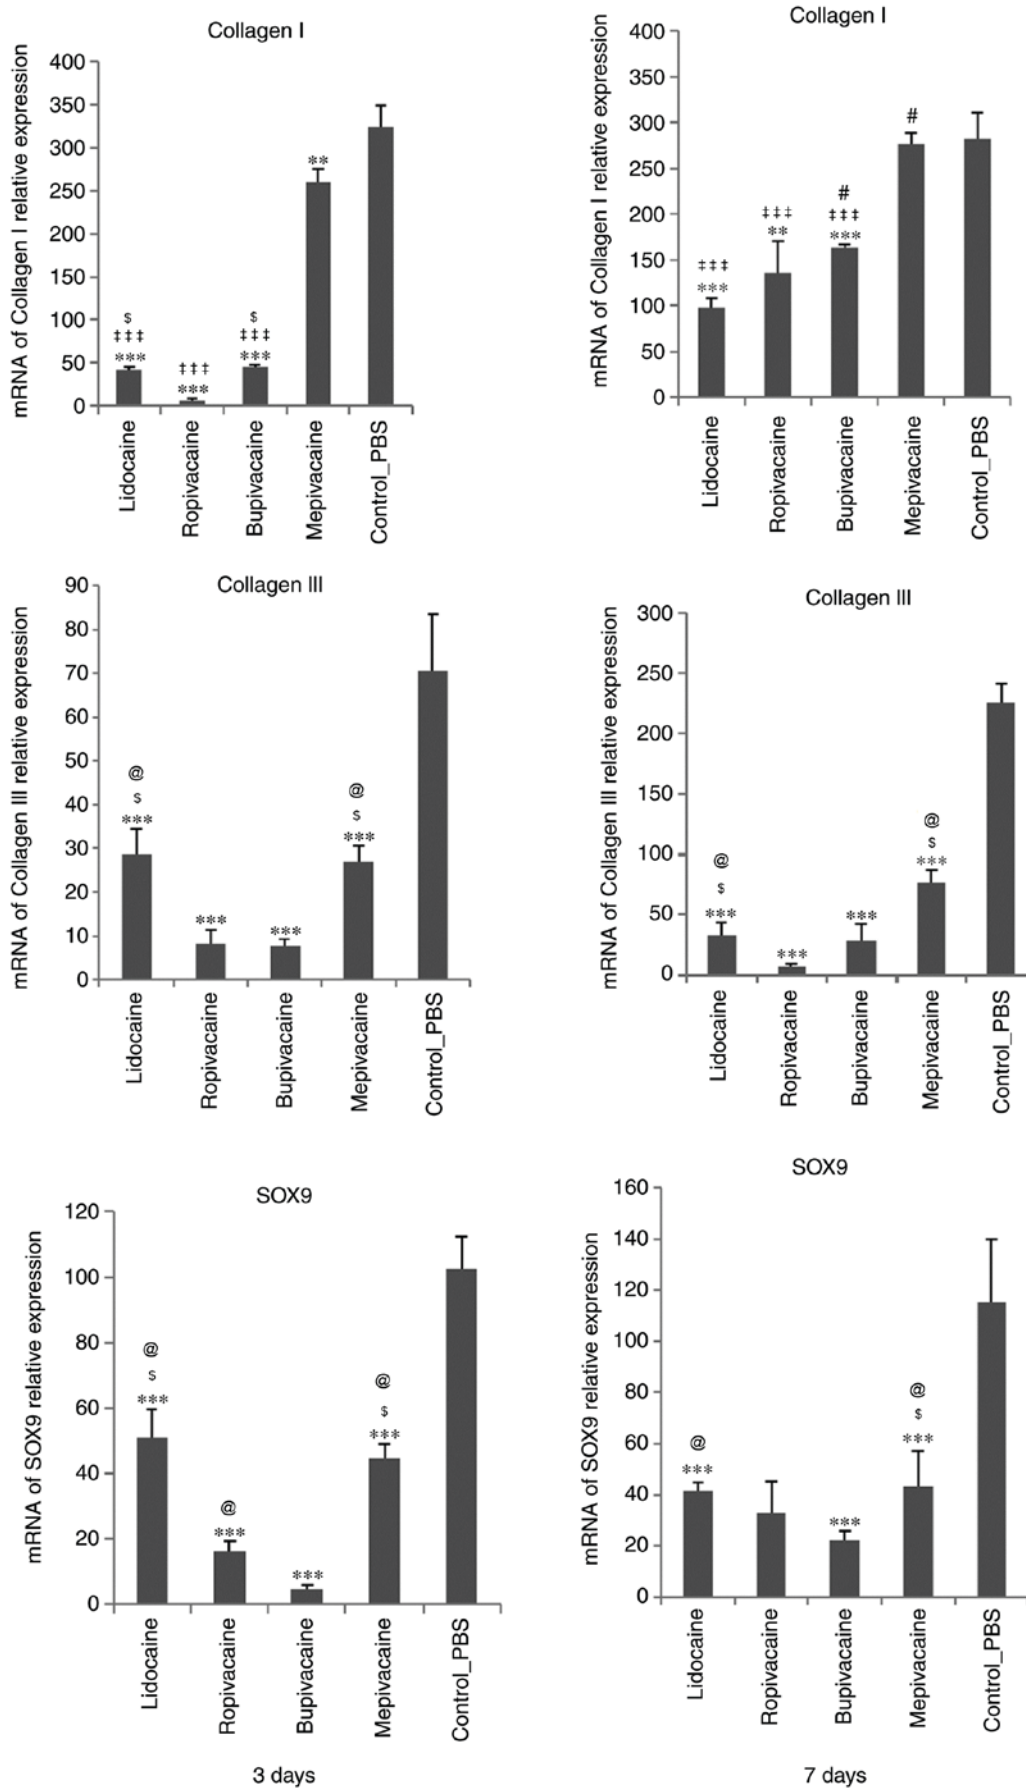 Collagen I
mRNA of Collagen I relative expression
400
350
300
250
200
150
100
50
0
$
‡‡‡
***
‡‡‡
***
$
‡‡‡
***
**
Lidocaine
Ropivacaine
Bupivacaine
Mepivacaine
Control_PBS
Collagen I
mRNA of Collagen I relative expression
400
350
300
250
200
150
100
50
0
‡‡‡
***
‡‡‡
**
#
‡‡‡
***
#
Lidocaine
Ropivacaine
Bupivacaine
Mepivacaine
Control_PBS
Collagen III
mRNA of Collagen III relative expression
90
80
70
60
50
40
30
20
10
0
@
$
***
***
***
@
$
***
Lidocaine
Ropivacaine
Bupivacaine
Mepivacaine
Control_PBS
Collagen III
mRNA of Collagen III relative expression
300
250
200
150
100
50
0
@
$
***
***
***
@
$
***
Lidocaine
Ropivacaine
Bupivacaine
Mepivacaine
Control_PBS
SOX9
mRNA of SOX9 relative expression
120
100
80
60
40
20
0
@
$
***
@
***
***
@
$
***
Lidocaine
Ropivacaine
Bupivacaine
Mepivacaine
Control_PBS
3 days
SOX9
mRNA of SOX9 relative expression
160
140
120
100
80
60
40
20
0
@
***
***
@
$
***
Lidocaine
Ropivacaine
Bupivacaine
Mepivacaine
Control_PBS
7 days